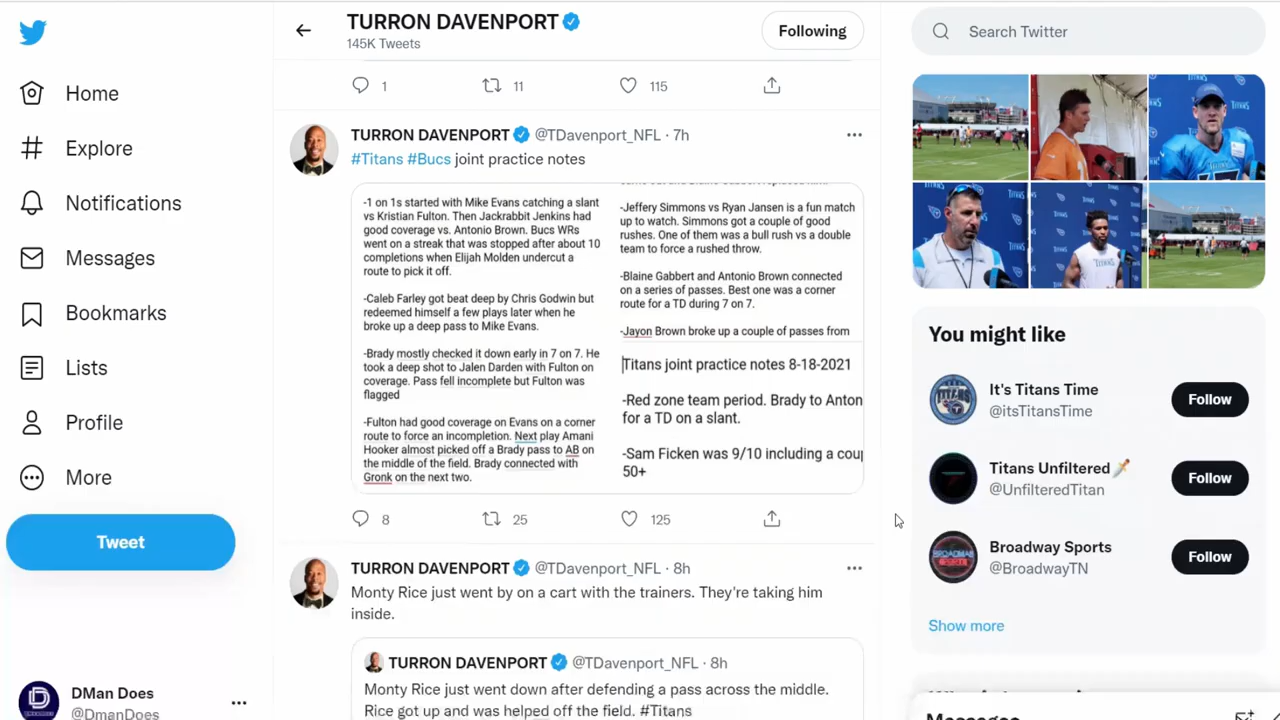 TURRON DAVENPORT
145K Tweets
Following
Search Twitter
Home
Explore
Notifications
Messages
Bookmarks
Lists
Profile
More
Tweet
DMan Does
@DmanDoes
1
11
115
TURRON DAVENPORT @TDavenport_NFL · 7h
#Titans #Bucs joint practice notes
-1 on 1s started with Mike Evans catching a slant
vs Kristian Fulton. Then Jackrabbit Jenkins had
good coverage vs. Antonio Brown. Bucs WRs
went on a streak that was stopped after about 10
completions when Elijah Molden undercut a
route to pick it off.
-Caleb Farley got beat deep by Chris Godwin but
redeemed himself a few plays later when he
broke up a deep pass to Mike Evans.
-Brady mostly checked it down early in 7 on 7. He
took a deep shot to Jalen Darden with Fulton on
coverage. Pass fell incomplete but Fulton was
flagged
-Fulton had good coverage on Evans on a corner
route to force an incompletion. Next play Amani
Hooker almost picked off a Brady pass to AB on
the middle of the field. Brady connected with
Gronk on the next two.
-Jeffery Simmons vs Ryan Jansen is a fun match
up to watch. Simmons got a couple of good
rushes. One of them was a bull rush vs a double
team to force a rushed throw.
-Blaine Gabbert and Antonio Brown connected
on a series of passes. Best one was a corner
route for a TD during 7 on 7.
-Jayon Brown broke up a couple of passes from
Titans joint practice notes 8-18-2021
-Red zone team period. Brady to Anton
for a TD on a slant.
-Sam Ficken was 9/10 including a coup
50+
8
25
125
TURRON DAVENPORT @TDavenport_NFL · 8h
Monty Rice just went by on a cart with the trainers. They're taking him
inside.
TURRON DAVENPORT @TDavenport_NFL · 8h
Monty Rice just went down after defending a pass across the middle.
Rice got up and was helped off the field. #Titans
You might like
It's Titans Time
@itsTitansTime
Follow
Titans Unfiltered
@UnfilteredTitan
Follow
Broadway Sports
@BroadwayTN
Follow
Show more
Messages